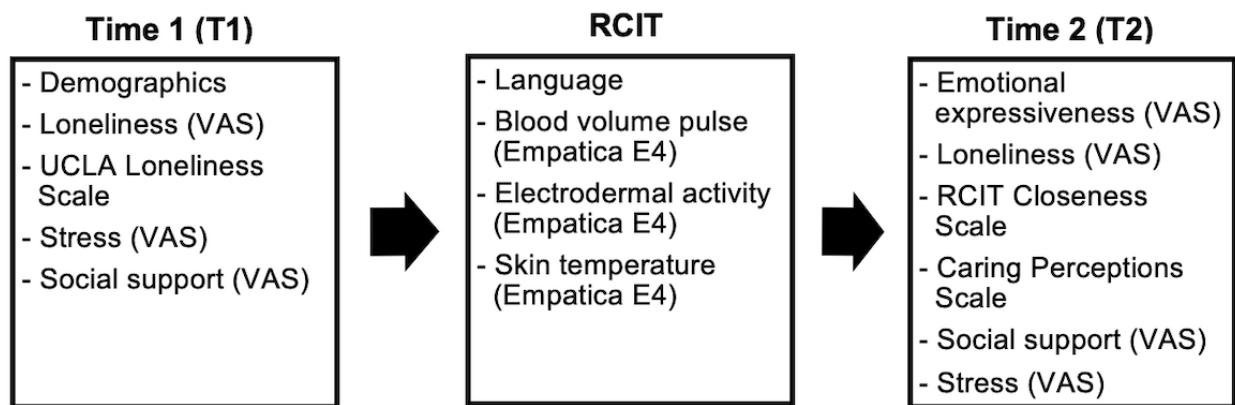 Time 1 (T1)
- Demographics
- Loneliness (VAS)
- UCLA Loneliness
Scale
- Stress (VAS)
- Social support (VAS)
RCIT
- Language
- Blood volume pulse
(Empatica E4)
- Electrodermal activity
(Empatica E4)
- Skin temperature
(Empatica E4)
Time 2 (T2)
- Emotional
expressiveness (VAS)
- Loneliness (VAS)
- RCIT Closeness
Scale
- Caring Perceptions
Scale
- Social support (VAS)
- Stress (VAS)